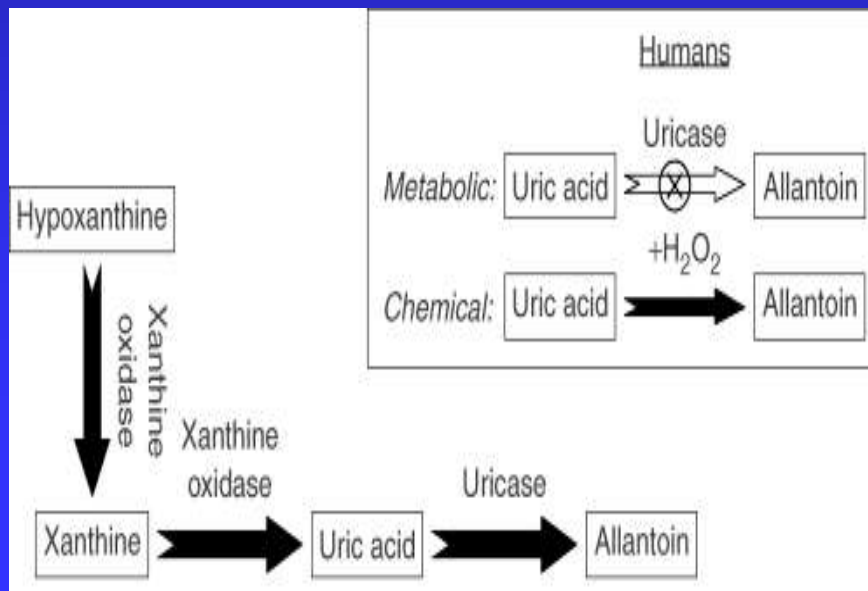 Humans
Uricase
Metabolic: Uric acid X Allantoin
+H₂O₂
Chemical: Uric acid Allantoin
Hypoxanthine
Xanthine
oxidase
Xanthine
oxidase
Uricase
Xanthine Uric acid Allantoin